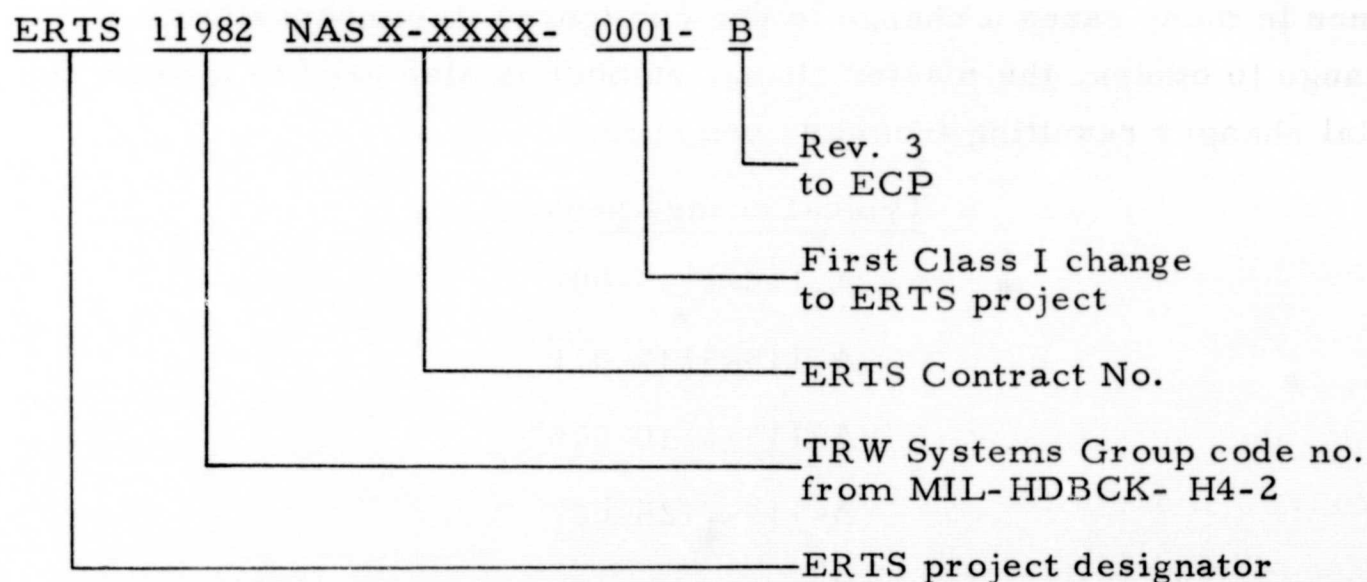 ERTS 11982 NAS X-XXXX- 0001- B
Rev. 3
to ECP
First Class I change
to ERTS project
ERTS Contract No.
TRW Systems Group code no.
from MIL-HDBCK- H4-2
ERTS project designator